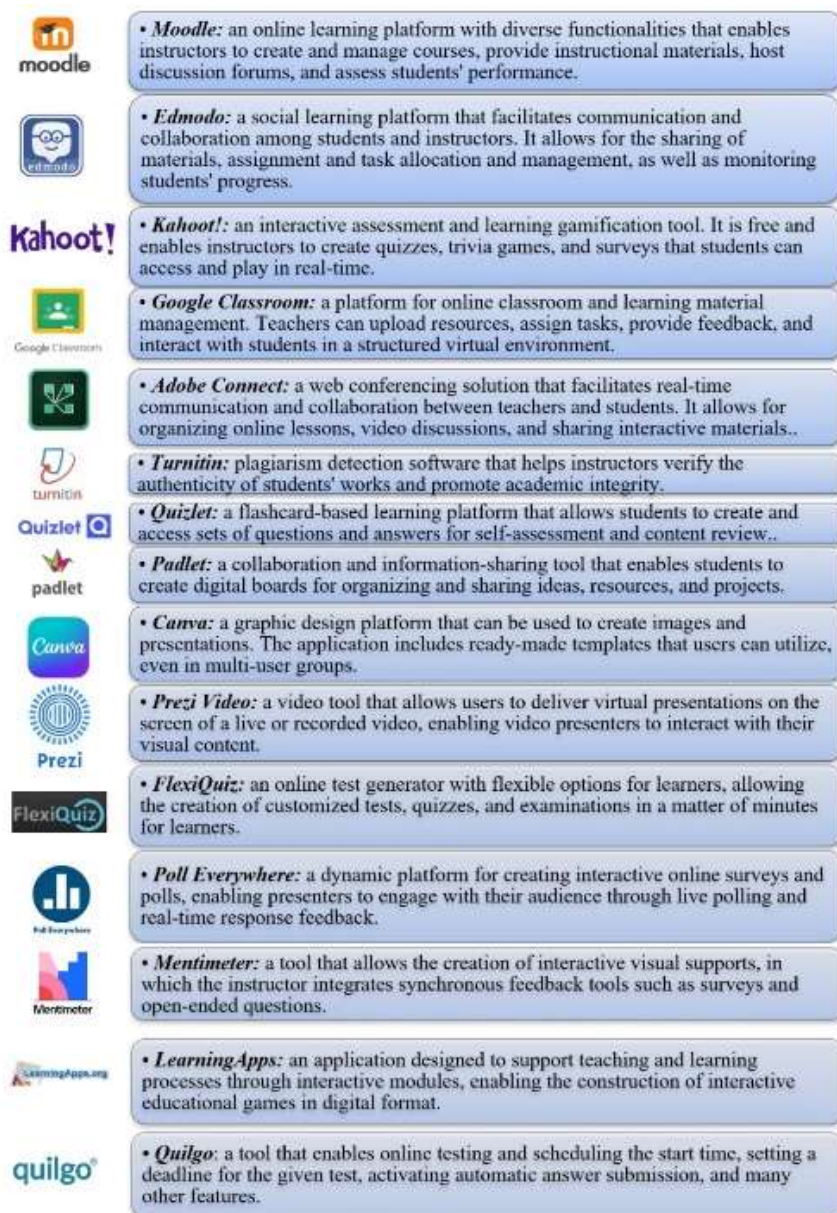 moodle
• Moodle: an online learning platform with diverse functionalities that enables
instructors to create and manage courses, provide instructional materials, host
discussion forums, and assess students' performance.
edmodo
• Edmodo: a social learning platform that facilitates communication and
collaboration among students and instructors. It allows for the sharing of
materials, assignment and task allocation and management, as well as monitoring
students' progress.
Kahoot!
• Kahoot!: an interactive assessment and learning gamification tool. It is free and
enables instructors to create quizzes, trivia games, and surveys that students can
access and play in real-time.
Google Classroom
• Google Classroom: a platform for online classroom and learning material
management. Teachers can upload resources, assign tasks, provide feedback, and
interact with students in a structured virtual environment.
• Adobe Connect: a web conferencing solution that facilitates real-time
communication and collaboration between teachers and students. It allows for
organizing online lessons, video discussions, and sharing interactive materials..
turnitin
• Turnitin: plagiarism detection software that helps instructors verify the
authenticity of students' works and promote academic integrity.
Quizlet Q
• Quizlet: a flashcard-based learning platform that allows students to create and
access sets of questions and answers for self-assessment and content review..
padlet
• Padlet: a collaboration and information-sharing tool that enables students to
create digital boards for organizing and sharing ideas, resources, and projects.
Canva
• Canva: a graphic design platform that can be used to create images and
presentations. The application includes ready-made templates that users can utilize,
even in multi-user groups.
Prezi
• Prezi Video: a video tool that allows users to deliver virtual presentations on the
screen of a live or recorded video, enabling video presenters to interact with their
visual content.
FlexiQuiz
• FlexiQuiz: an online test generator with flexible options for learners, allowing
the creation of customized tests, quizzes, and examinations in a matter of minutes
for learners.
Poll Everywhere
• Poll Everywhere: a dynamic platform for creating interactive online surveys and
polls, enabling presenters to engage with their audience through live polling and
real-time response feedback.
Mentimeter
• Mentimeter: a tool that allows the creation of interactive visual supports, in
which the instructor integrates synchronous feedback tools such as surveys and
open-ended questions.
LearningApps.org
• LearningApps: an application designed to support teaching and learning
processes through interactive modules, enabling the construction of interactive
educational games in digital format.
quilgo®
• Quilgo: a tool that enables online testing and scheduling the start time, setting a
deadline for the given test, activating automatic answer submission, and many
other features.